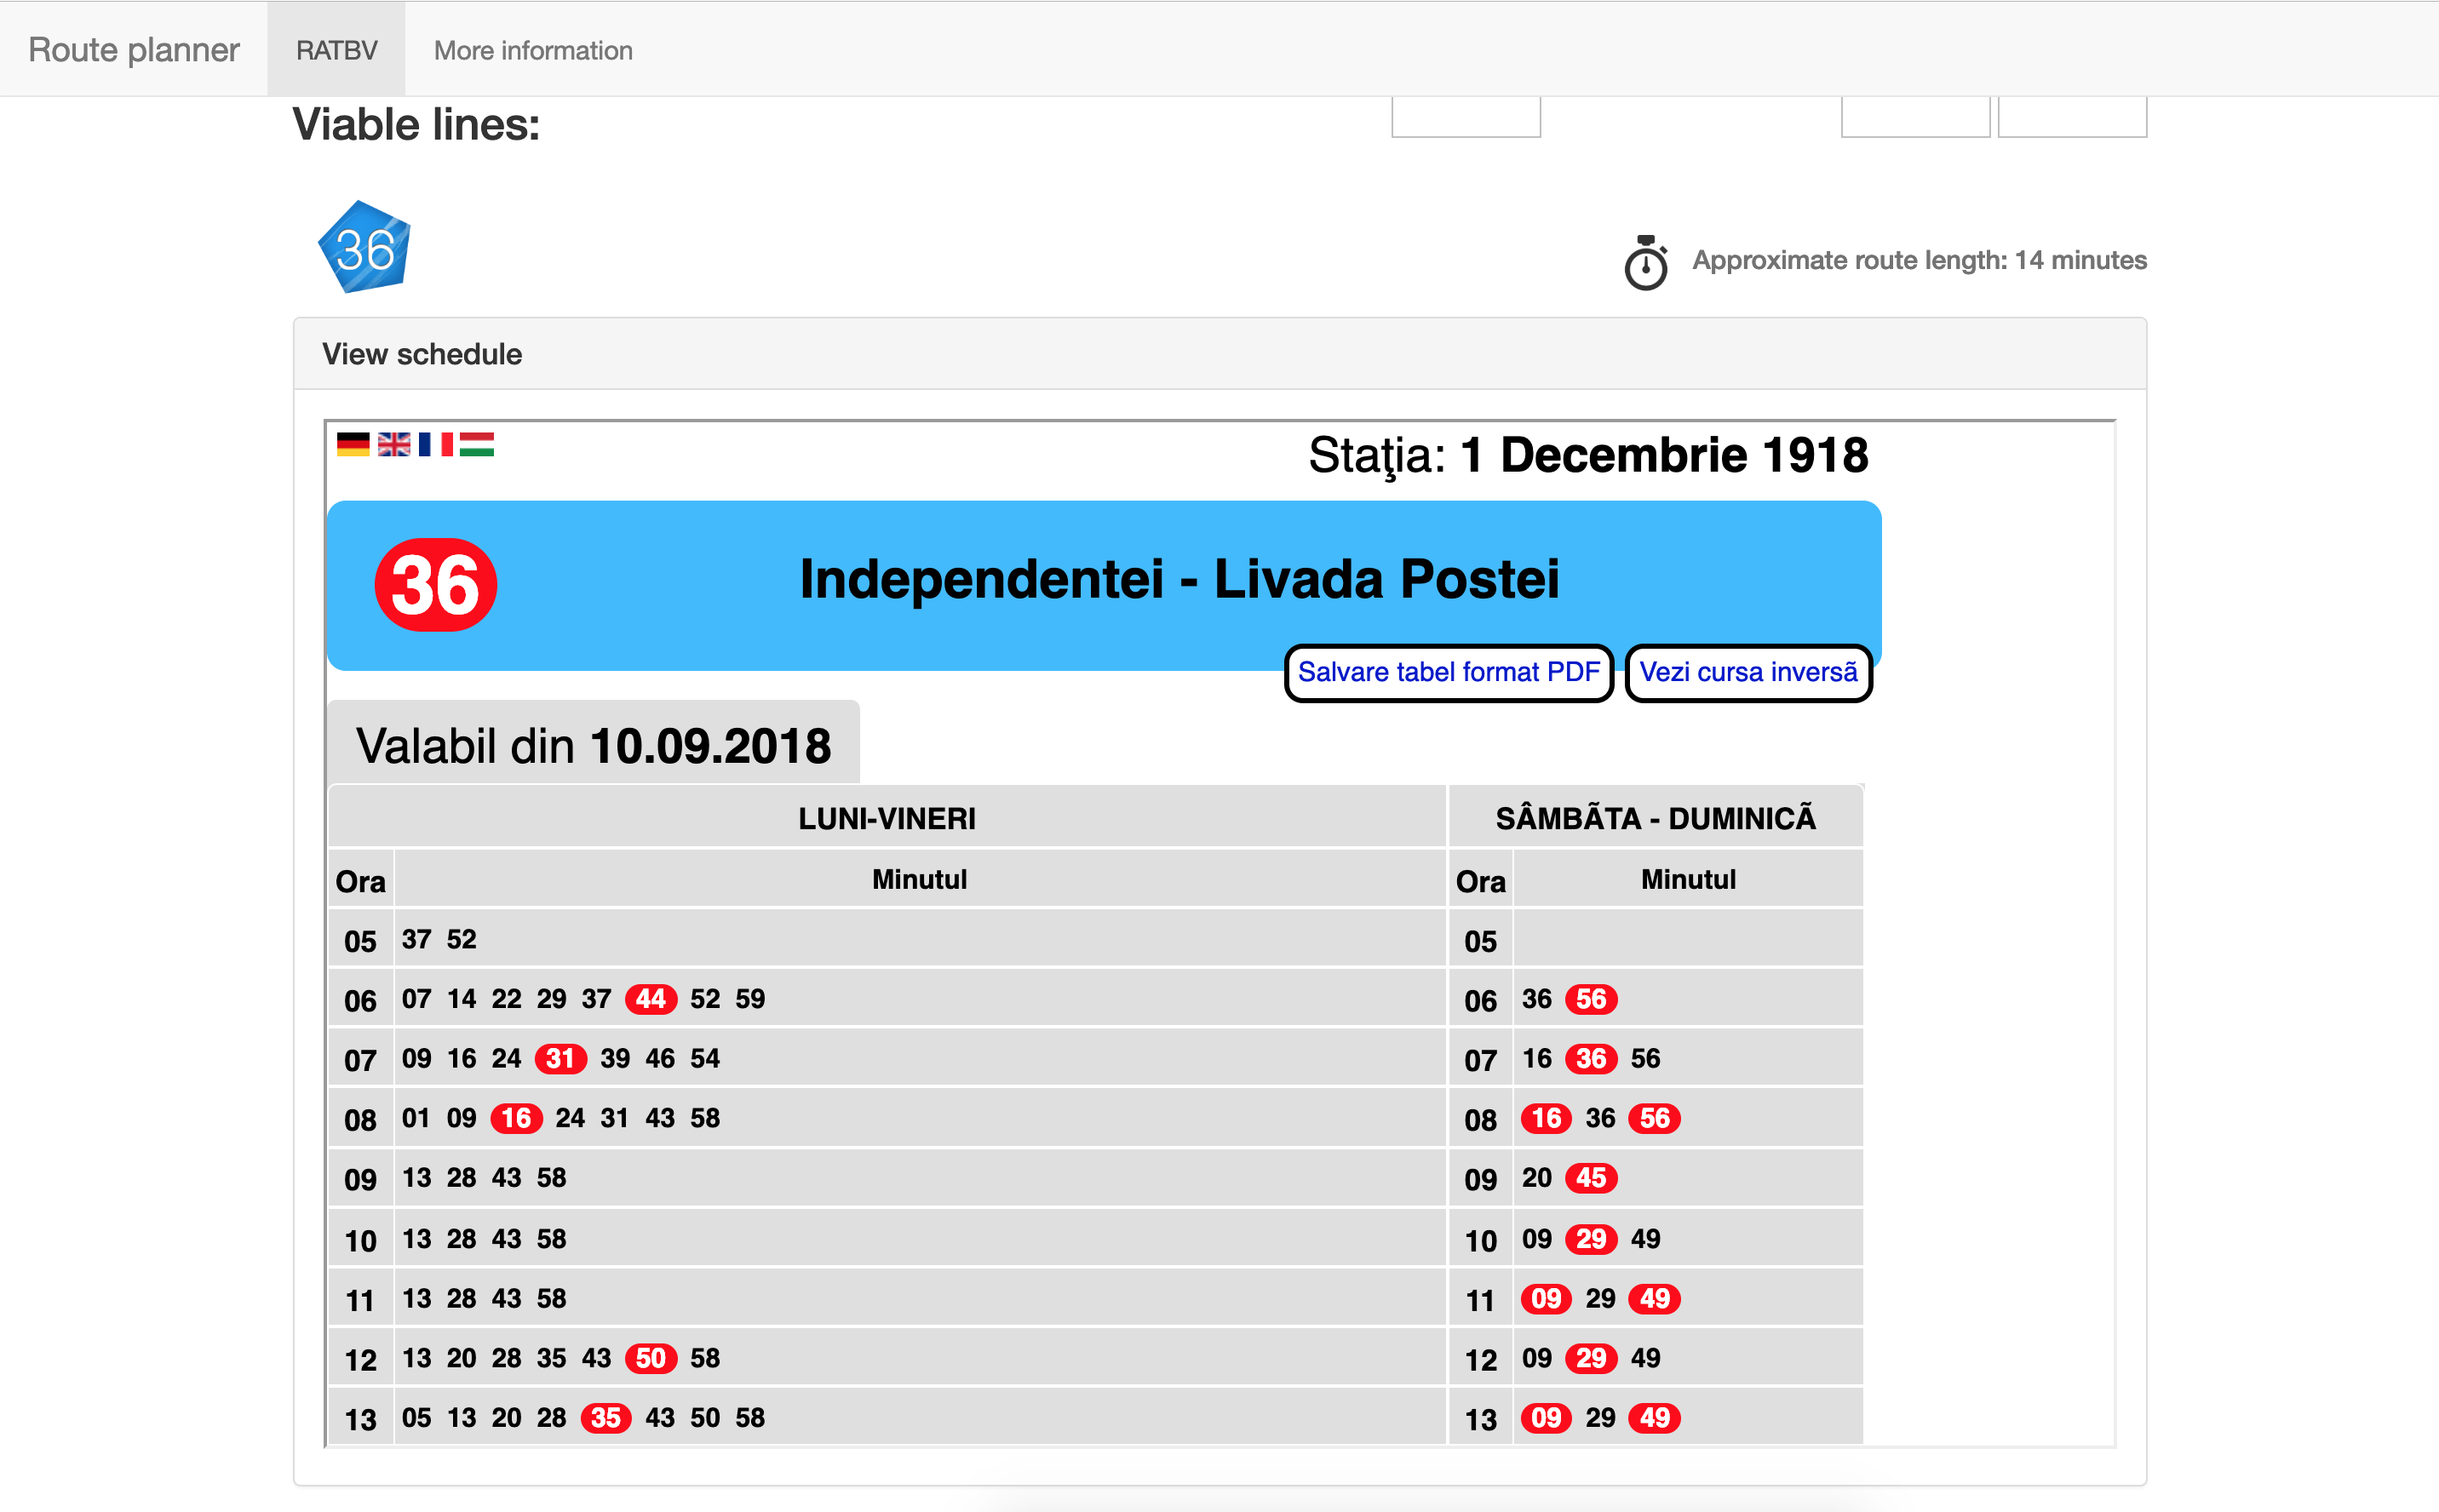 Route planner RATBV More information
Viable lines:
36
Approximate route length: 14 minutes
View schedule
Staţia: 1 Decembrie 1918
36 Independentei - Livada Postei
Salvare tabel format PDF Vezi cursa inversã
Valabil din 10.09.2018
LUNI-VINERI SÂMBÃTA - DUMINICÃ
Ora Minutul Ora Minutul
05 37 52 05
06 07 14 22 29 37 44 52 59 06 36 56
07 09 16 24 31 39 46 54 07 16 36 56
08 01 09 16 24 31 43 58 08 16 36 56
09 13 28 43 58 09 20 45
10 13 28 43 58 10 09 29 49
11 13 28 43 58 11 09 29 49
12 13 20 28 35 43 50 58 12 09 29 49
13 05 13 20 28 35 43 50 58 13 09 29 49